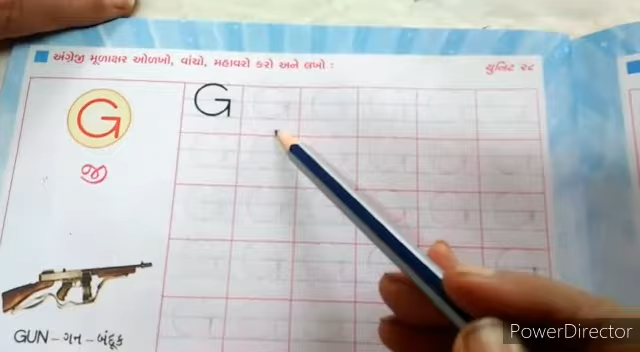 અંગ્રેજી મૂળાક્ષર ઓળખો, વાંચો, મહાવરો કરો અને લખો :
યુનિટ ૨૮
G
G
જી
GUN – ગન – બંદૂક
PowerDirector